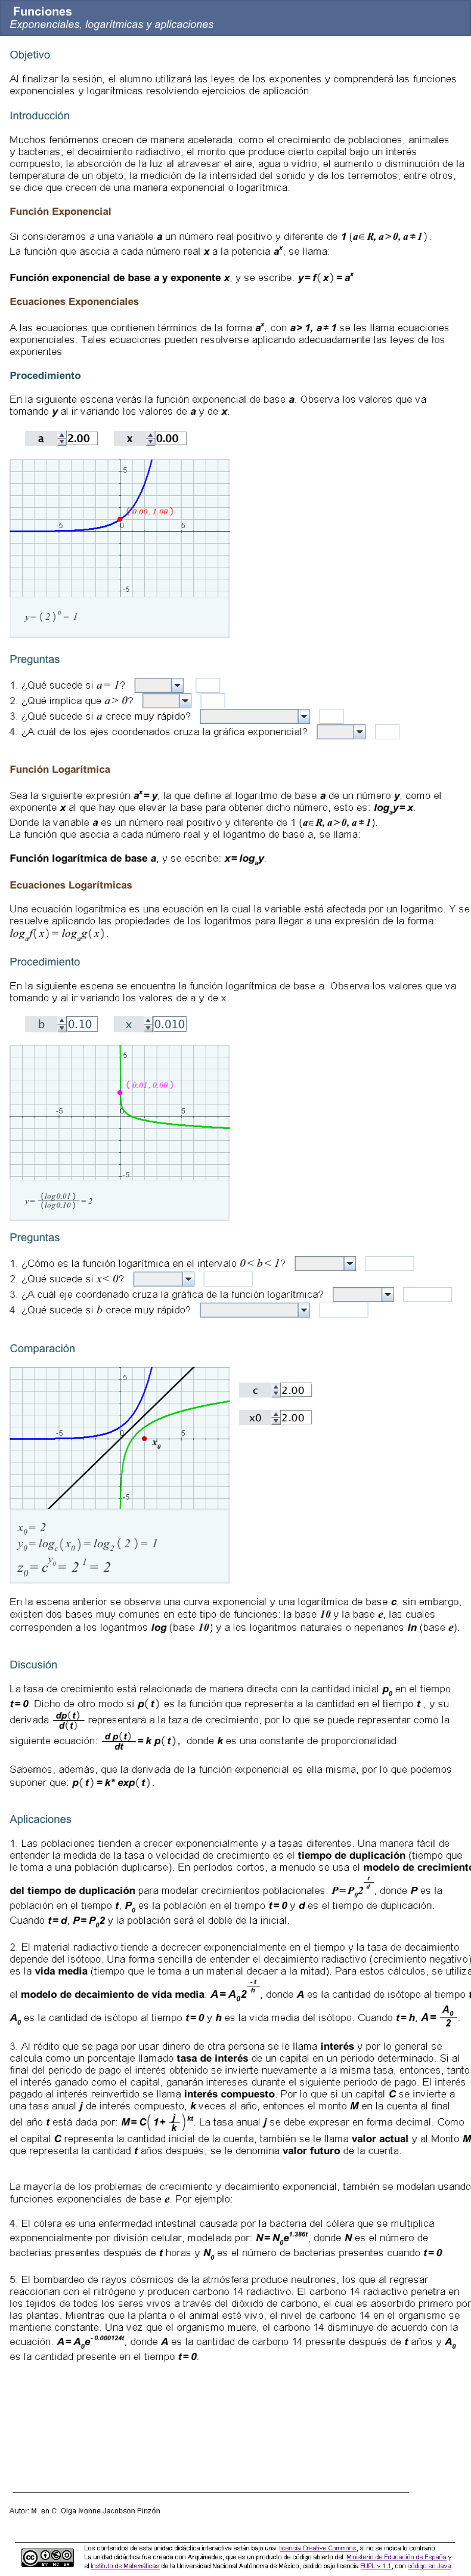 Funciones
Exponenciales, logarítmicas y aplicaciones
Objetivo
Al finalizar la sesión, el alumno utilizará las leyes de los exponentes y comprenderá las funciones
exponenciales y logarítmicas resolviendo ejercicios de aplicación.
Introducción
Muchos fenómenos crecen de manera acelerada, como el crecimiento de poblaciones, animales
y bacterias; el decaimiento radiactivo; el monto que produce cierto capital bajo un interés
compuesto; la absorción de la luz al atravesar el aire, agua o vidrio; el aumento o disminución de la
temperatura de un objeto; la medición de la intensidad del sonido y de los terremotos, entre otros,
se dice que crecen de una manera exponencial o logarítmica.
Función Exponencial
Si consideramos a una variable a un número real positivo y diferente de 1 (a∈R, a>0, a≠1).
La función que asocia a cada número real x a la potencia a^x, se llama:
Función exponencial de base a y exponente x, y se escribe: y=f(x)=a^x
Ecuaciones Exponenciales
A las ecuaciones que contienen términos de la forma a^x, con a>1, a≠1 se les llama ecuaciones
exponenciales. Tales ecuaciones pueden resolverse aplicando adecuadamente las leyes de los
exponentes
Procedimiento
En la siguiente escena verás la función exponencial de base a. Observa los valores que va
tomando y al ir variando los valores de a y de x.
a 2.00 x 0.00
5
(0.00, 1.00)
-5 0 5
-5
y=(2)^0=1
Preguntas
1. ¿Qué sucede si a=1?
2. ¿Qué implica que a>0?
3. ¿Qué sucede si a crece muy rápido?
4. ¿A cuál de los ejes coordenados cruza la gráfica exponencial?
Función Logarítmica
Sea la siguiente expresión a^x=y, la que define al logaritmo de base a de un número y, como el
exponente x al que hay que elevar la base para obtener dicho número, esto es: log_a y=x.
Donde la variable a es un número real positivo y diferente de 1 (a∈R, a>0, a≠1).
La función que asocia a cada número real y el logaritmo de base a, se llama:
Función logarítmica de base a, y se escribe: x=log_a y.
Ecuaciones Logarítmicas
Una ecuación logarítmica es una ecuación en la cual la variable está afectada por un logaritmo. Y se
resuelve aplicando las propiedades de los logaritmos para llegar a una expresión de la forma:
log_a f(x)=log_a g(x).
Procedimiento
En la siguiente escena se encuentra la función logarítmica de base a. Observa los valores que va
tomando y al ir variando los valores de a y de x.
b 0.10 x 0.010
5
(0.01, 0.00)
-5 0 5
-5
y= (log 0.01)/(log 0.10) =2
Preguntas
1. ¿Cómo es la función logarítmica en el intervalo 0<b<1?
2. ¿Qué sucede si x<0?
3. ¿A cuál eje coordenado cruza la gráfica de la función logarítmica?
4. ¿Qué sucede si b crece muy rápido?
Comparación
c 2.00
x0 2.00
5
-5 0 5
x_0
-5
x_0=2
y_0=log_c(x_0)=log_2(2)=1
z_0=c^y_0=2^1=2
En la escena anterior se observa una curva exponencial y una logarítmica de base c, sin embargo,
existen dos bases muy comunes en este tipo de funciones: la base 10 y la base e, las cuales
corresponden a los logaritmos log (base 10) y a los logaritmos naturales o neperianos ln (base e).
Discusión
La tasa de crecimiento está relacionada de manera directa con la cantidad inicial p_0 en el tiempo
t=0. Dicho de otro modo si p(t) es la función que representa a la cantidad en el tiempo t , y su
derivada dp(t)/d(t) representará a la taza de crecimiento, por lo que se puede representar como la
siguiente ecuación: d p(t)/dt =k p(t), donde k es una constante de proporcionalidad.
Sabemos, además, que la derivada de la función exponencial es ella misma, por lo que podemos
suponer que: p(t)=k* exp(t).
Aplicaciones
1. Las poblaciones tienden a crecer exponencialmente y a tasas diferentes. Una manera fácil de
entender la medida de la tasa o velocidad de crecimiento es el tiempo de duplicación (tiempo que
le toma a una población duplicarse). En períodos cortos, a menudo se usa el modelo de crecimiento
del tiempo de duplicación para modelar crecimientos poblacionales: P=P_0 2^(t/d), donde P es la
población en el tiempo t, P_0 es la población en el tiempo t=0 y d es el tiempo de duplicación.
Cuando t=d, P=P_0 2 y la población será el doble de la inicial.
2. El material radiactivo tiende a decrecer exponencialmente en el tiempo y la tasa de decaimiento
depende del isótopo. Una forma sencilla de entender el decaimiento radiactivo (crecimiento negativo)
es la vida media (tiempo que le toma a un material decaer a la mitad). Para estos cálculos, se utiliza
el modelo de decaimiento de vida media: A=A_0 2^(-t/h), donde A es la cantidad de isótopo al tiempo
A_0 es la cantidad de isótopo al tiempo t=0 y h es la vida media del isótopo. Cuando t=h, A=A_0/2.
3. Al rédito que se paga por usar dinero de otra persona se le llama interés y por lo general se
calcula como un porcentaje llamado tasa de interés de un capital en un periodo determinado. Si al
final del periodo de pago el interés obtenido se invierte nuevamente a la misma tasa, entonces, tanto
el interés ganado como el capital, ganarán intereses durante el siguiente periodo de pago. El interés
pagado al interés reinvertido se llama interés compuesto. Por lo que si un capital C se invierte a
una tasa anual j de interés compuesto, k veces al año, entonces el monto M en la cuenta al final
del año t está dada por: M=C(1+ j/k)^kt. La tasa anual j se debe expresar en forma decimal. Como
el capital C representa la cantidad inicial de la cuenta, también se le llama valor actual y al Monto M
que representa la cantidad t años después, se le denomina valor futuro de la cuenta.
La mayoría de los problemas de crecimiento y decaimiento exponencial, también se modelan usando
funciones exponenciales de base e. Por ejemplo:
4. El cólera es una enfermedad intestinal causada por la bacteria del cólera que se multiplica
exponencialmente por división celular, modelada por: N=N_0 e^1.386t, donde N es el número de
bacterias presentes después de t horas y N_0 es el número de bacterias presentes cuando t=0.
5. El bombardeo de rayos cósmicos de la atmósfera produce neutrones, los que al regresar
reaccionan con el nitrógeno y producen carbono 14 radiactivo. El carbono 14 radiactivo penetra en
los tejidos de todos los seres vivos a través del dióxido de carbono, el cual es absorbido primero por
las plantas. Mientras que la planta o el animal esté vivo, el nivel de carbono 14 en el organismo se
mantiene constante. Una vez que el organismo muere, el carbono 14 disminuye de acuerdo con la
ecuación: A=A_0 e^-0.000124t, donde A es la cantidad de carbono 14 presente después de t años y A_0
es la cantidad presente en el tiempo t=0.
Autor: M. en C. Olga Ivonne Jacobson Pinzón
Los contenidos de esta unidad didáctica interactiva están bajo una licencia Creative Commons, si no se indica lo contrario.
La unidad didáctica fue creada con Arquímedes, que es un producto de código abierto del Ministerio de Educación de España y
el Instituto de Matemáticas de la Universidad Nacional Autónoma de México, cedido bajo licencia EUPL v 1.1, con código en Java.
cc BY NC SA